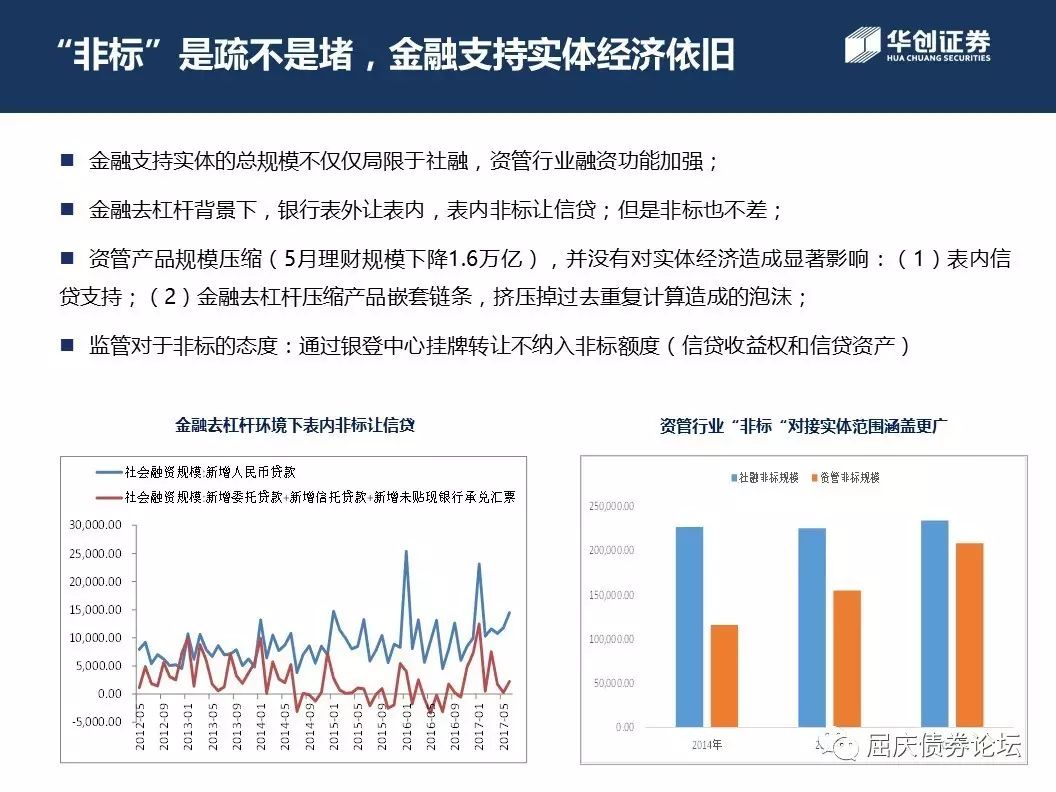 “非标”是疏不是堵，金融支持实体经济依旧
华创证券
HUA CHUANG SECURITIES
■ 金融支持实体的总规模不仅仅局限于社融，资管行业融资功能加强；
■ 金融去杠杆背景下，银行表外让表内，表内非标让信贷；但是非标也不差；
■ 资管产品规模压缩（5月理财规模下降1.6万亿），并没有对实体经济造成显著影响：（1）表内信
贷支持；（2）金融去杠杆压缩产品嵌套链条，挤压掉过去重复计算造成的泡沫；
■ 监管对于非标的态度：通过银登中心挂牌转让不纳入非标额度（信贷收益权和信贷资产）
金融去杠杆环境下表内非标让信贷
社会融资规模:新增人民币贷款
社会融资规模:新增委托贷款+新增信托贷款+新增未贴现银行承兑汇票
30,000.00
25,000.00
20,000.00
15,000.00
10,000.00
5,000.00
0.00
-5,000.00
2012-05
2012-09
2013-01
2013-05
2013-09
2014-01
2014-05
2014-09
2015-01
2015-05
2015-09
2016-01
2016-05
2016-09
2017-01
2017-05
资管行业“非标“对接实体范围涵盖更广
社融非标规模 资管非标规模
250,000.00
200,000.00
150,000.00
100,000.00
50,000.00
0.00
2014年
屈庆债券论坛